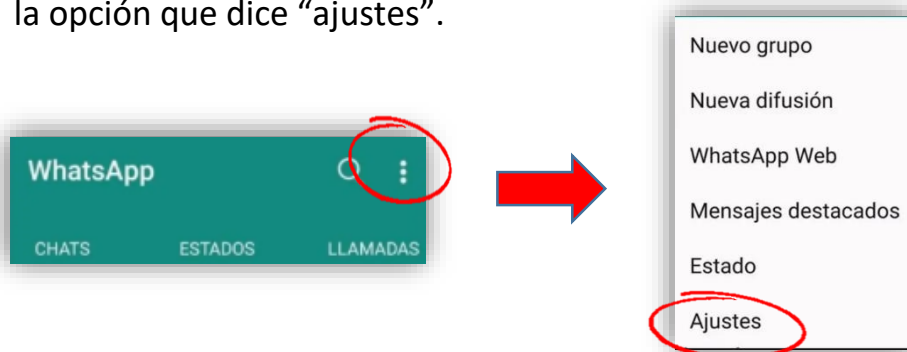 la opción que dice “ajustes”.
WhatsApp
CHATS ESTADOS LLAMADAS
Nuevo grupo
Nueva difusión
WhatsApp Web
Mensajes destacados
Estado
Ajustes